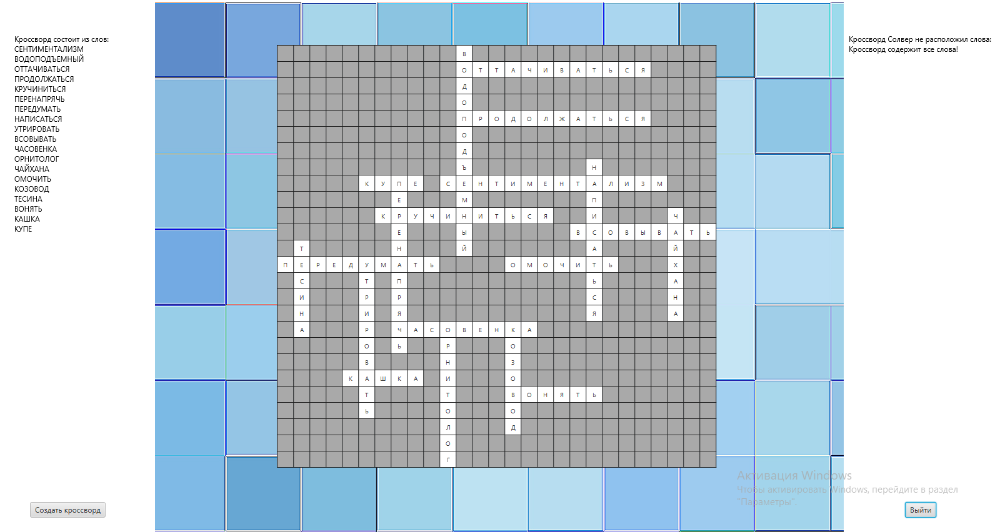 Кроссворд состоит из слов:
СЕНТИМЕНТАЛИЗМ
ВОДОПОДЪЕМНЫЙ
ОТТАЧИВАТЬСЯ
ПРОДОЛЖАТЬСЯ
КРУЧИНИТЬСЯ
ПЕРЕНАПРЯЧЬ
ПЕРЕДУМАТЬ
НАПИСАТЬСЯ
УТРИРОВАТЬ
ВСОВЫВАТЬ
ЧАСОВЕНКА
ОРНИТОЛОГ
ЧАЙХАНА
ОМОЧИТЬ
КОЗОВОД
ТЕСИНА
ВОНЯТЬ
КАШКА
КУПЕ
В
О Т Т А Ч И В А Т Ь С Я
Д
О
П Р О Д О Л Ж А Т Ь С Я
О
Д
Ъ Н
К У П Е С Е Н Т И М Е Н Т А Л И З М
Е М П
К Р У Ч И Н И Т Ь С Я И Ч
Е Ы В С О В Ы В А Т Ь
Т Н Й А Й
П Е Р Е Д У М А Т Ь О М О Ч И Т Ь Х
С Т П Ь А
И Р Р С Н
Н И Я Я А
А Р Ч А С О В Е Н К А
О Ь Р О
В Н З
К А Ш К А И О
Т Т В О Н Я Т Ь
Ь О О
Л Д
О
Г
Кроссворд Солвер не расположил слова:
Кроссворд содержит все слова!
Активация Windows
Чтобы активировать Windows, перейдите в раздел
"Параметры".
Создать кроссворд
Выйти